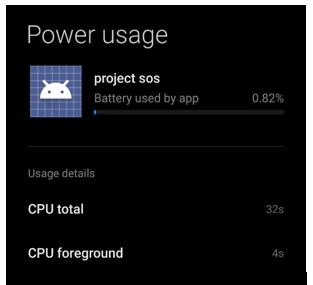 Power usage
project sos
Battery used by app 0.82%
Usage details
CPU total 32s
CPU foreground 4s